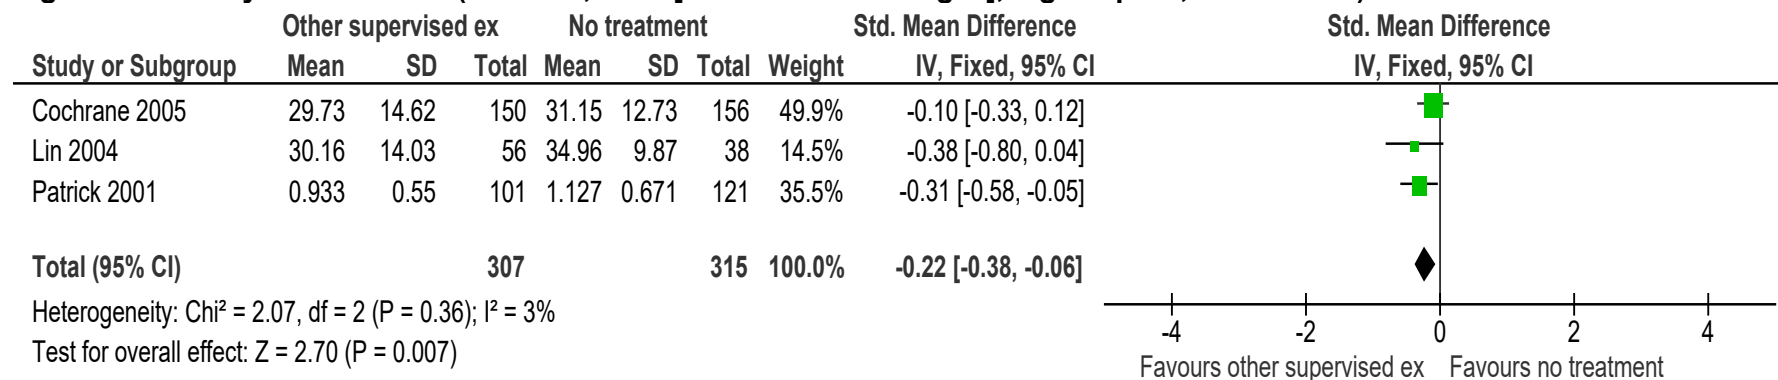 Other supervised ex No treatment Std. Mean Difference Std. Mean Difference
Study or Subgroup Mean SD Total Mean SD Total Weight IV, Fixed, 95% CI IV, Fixed, 95% CI
Cochrane 2005 29.73 14.62 150 31.15 12.73 156 49.9% -0.10 [-0.33, 0.12]
Lin 2004 30.16 14.03 56 34.96 9.87 38 14.5% -0.38 [-0.80, 0.04]
Patrick 2001 0.933 0.55 101 1.127 0.671 121 35.5% -0.31 [-0.58, -0.05]
Total (95% CI) 307 315 100.0% -0.22 [-0.38, -0.06]
Heterogeneity: Chi² = 2.07, df = 2 (P = 0.36); I² = 3%
-4 -2 0 2 4
Test for overall effect: Z = 2.70 (P = 0.007)
Favours other supervised ex Favours no treatment